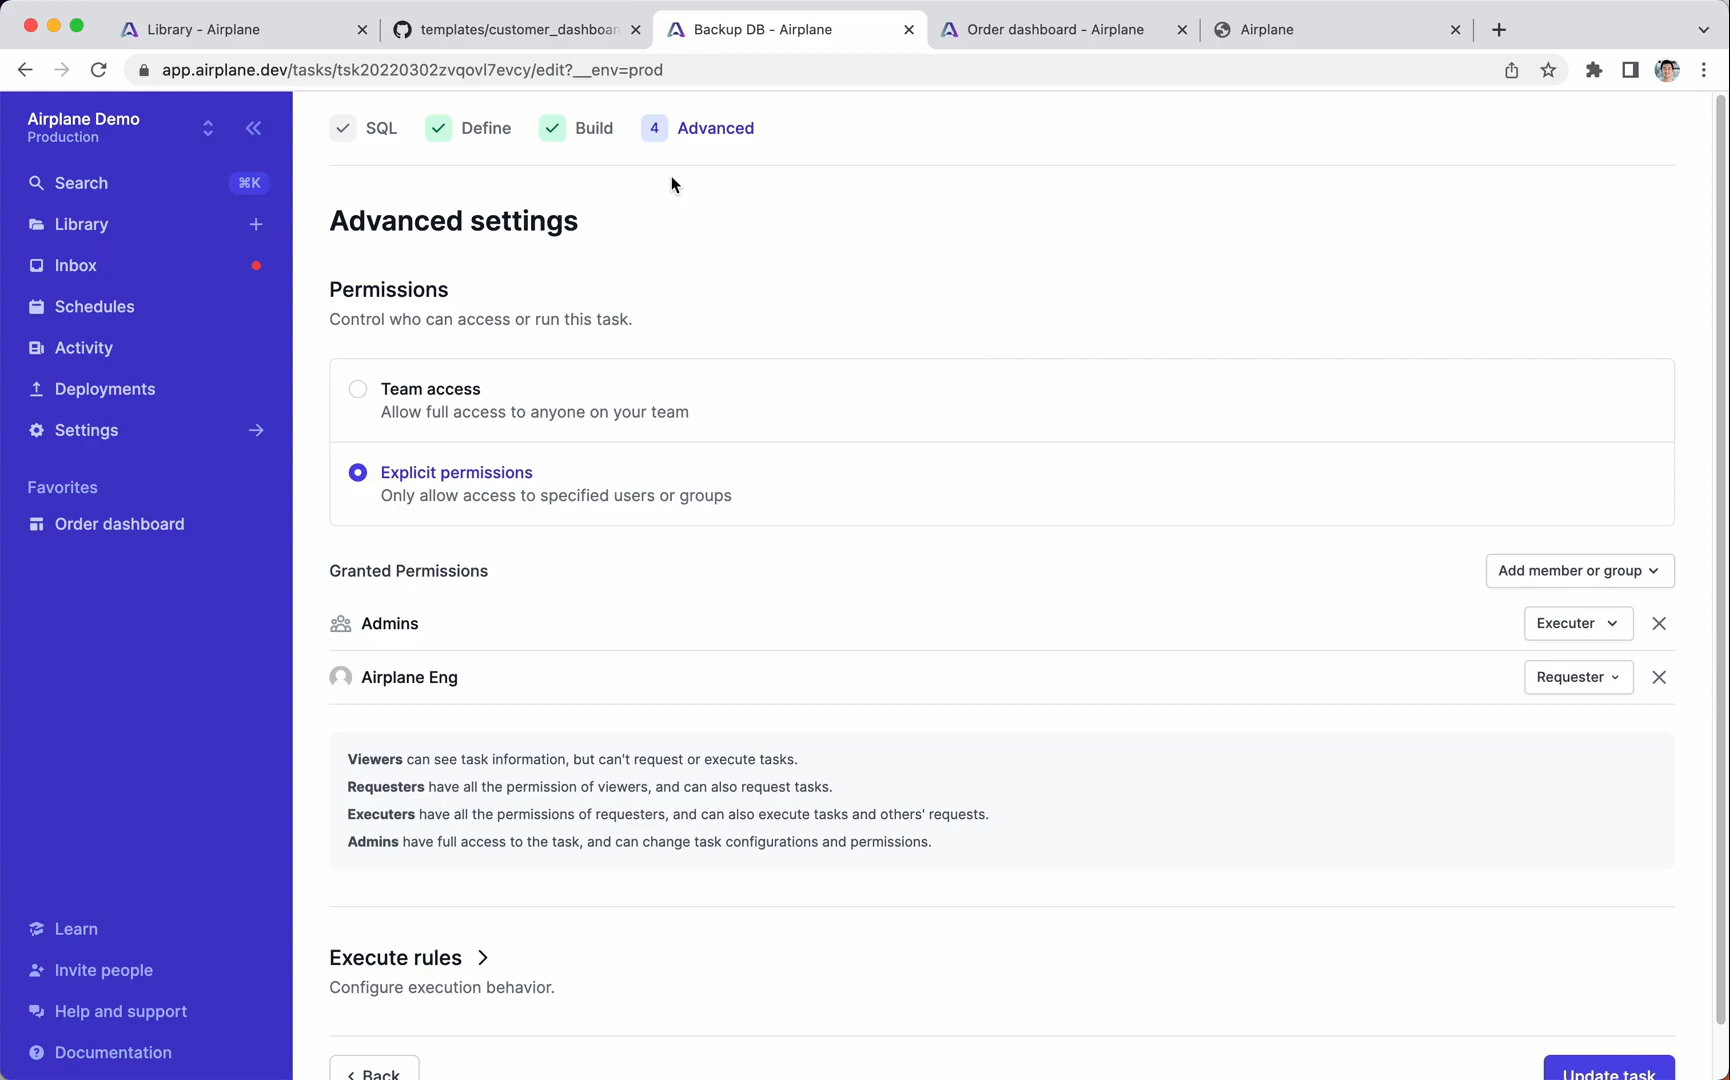 Library - Airplane
templates/customer_dashboar
Backup DB - Airplane
Order dashboard - Airplane
Airplane
app.airplane.dev/tasks/tsk20220302zvqovl7evcy/edit?__env=prod
Airplane Demo
Production
Search
⌘K
Library
Inbox
Schedules
Activity
Deployments
Settings
Favorites
Order dashboard
Learn
Invite people
Help and support
Documentation
SQL
Define
Build
4 Advanced
Advanced settings
Permissions
Control who can access or run this task.
Team access
Allow full access to anyone on your team
Explicit permissions
Only allow access to specified users or groups
Granted Permissions
Add member or group
Admins
Executer
Airplane Eng
Requester
Viewers can see task information, but can't request or execute tasks.
Requesters have all the permission of viewers, and can also request tasks.
Executers have all the permissions of requesters, and can also execute tasks and others' requests.
Admins have full access to the task, and can change task configurations and permissions.
Execute rules
Configure execution behavior.
Back
Update task